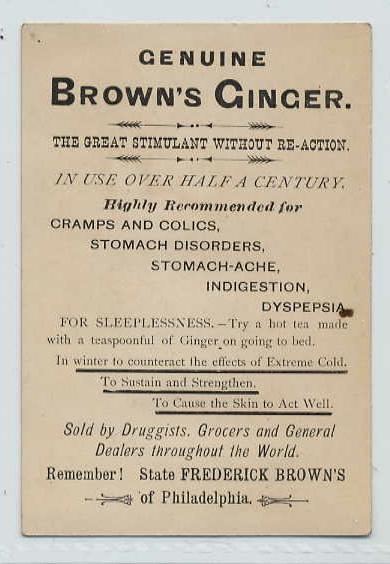 GENUINE
BROWN'S GINGER.
THE GREAT STIMULANT WITHOUT RE-ACTION.
IN USE OVER HALF A CENTURY.
Highly Recommended for
CRAMPS AND COLICS,
STOMACH DISORDERS,
STOMACH-ACHE,
INDIGESTION,
DYSPEPSIA
FOR SLEEPLESSNESS.—Try a hot tea made
with a teaspoonful of Ginger on going to bed.
In winter to counteract the effects of Extreme Cold.
To Sustain and Strengthen.
To Cause the Skin to Act Well.
Sold by Druggists, Grocers and General
Dealers throughout the World.
Remember! State FREDERICK BROWN'S
of Philadelphia.